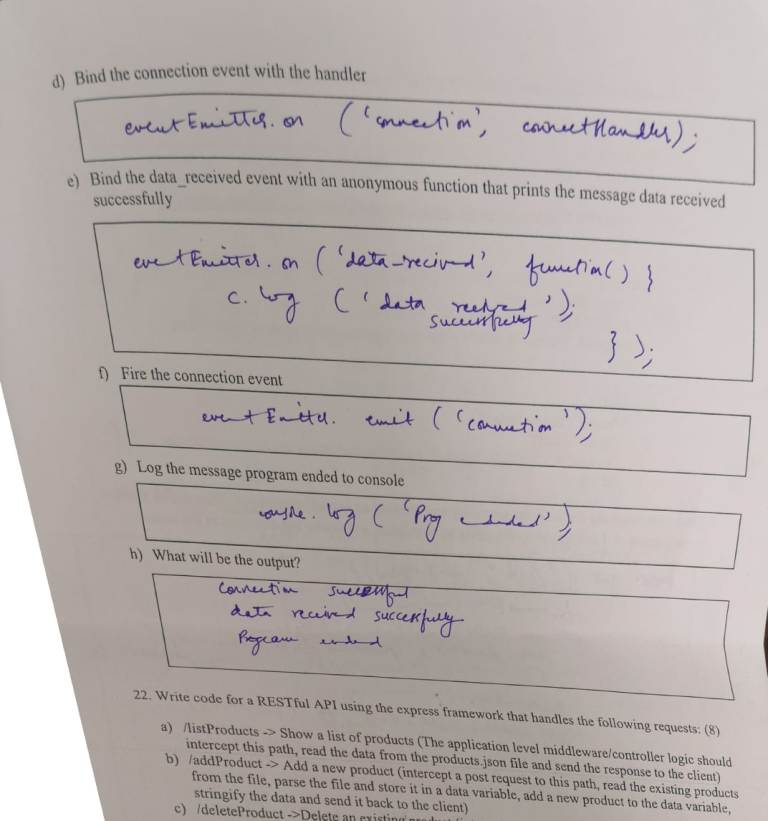 d) Bind the connection event with the handler
eventEmitter.on ('connection', connectHandler);
e) Bind the data_received event with an anonymous function that prints the message data received
successfully
eventEmitter.on ('data-recived', function() }
c. log ('data recived');
successfully
} );
f) Fire the connection event
eventEmitter. emit ('connection');
g) Log the message program ended to console
console.log ('Prog ended');
h) What will be the output?
Connection successful
data received successfully
Program ended
22. Write code for a RESTful API using the express framework that handles the following requests: (8)
a) /listProducts -> Show a list of products (The application level middleware/controller logic should
intercept this path, read the data from the products.json file and send the response to the client)
b) /addProduct -> Add a new product (intercept a post request to this path, read the existing products
from the file, parse the file and store it in a data variable, add a new product to the data variable,
stringify the data and send it back to the client)
c) /deleteProduct ->Delete an existing